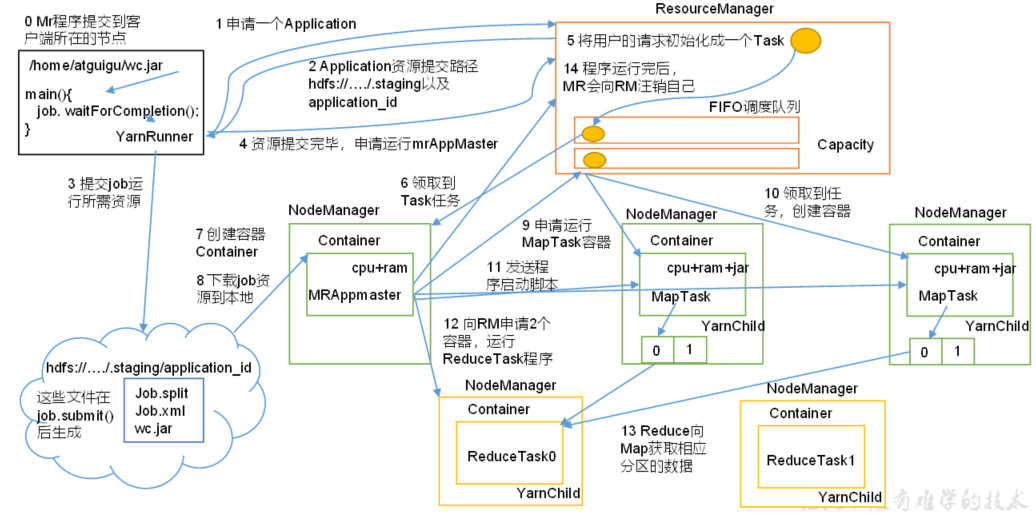 0 Mr程序提交到客
户端所在的节点
/home/atguigu/wc.jar
main(){
job. waitForCompletion();
}
YarnRunner
1 申请一个Application
2 Application资源提交路径
hdfs://…./.staging以及
application_id
4 资源提交完毕，申请运行mrAppMaster
ResourceManager
5 将用户的请求初始化成一个Task
14 程序运行完后，
MR会向RM注销自己
FIFO调度队列
Capacity
3 提交job运
行所需资源
6 领取到
Task任务
7 创建容器
Container
8 下载job资
源到本地
NodeManager
Container
cpu+ram
MRAppmaster
9 申请运行
MapTask容器
10 领取到任
务，创建容器
11 发送程
序启动脚本
NodeManager
Container
cpu+ram+jar
MapTask
YarnChild
0
1
NodeManager
Container
cpu+ram+jar
MapTask
YarnChild
0
1
12 向RM申请2个
容器，运行
ReduceTask程序
hdfs://…./.staging/application_id
这些文件在
job.submit()
后生成
Job.split
Job.xml
wc.jar
NodeManager
Container
ReduceTask0
YarnChild
13 Reduce向
Map获取相应
分区的数据
NodeManager
Container
ReduceTask1
YarnChild
没有难学的技术